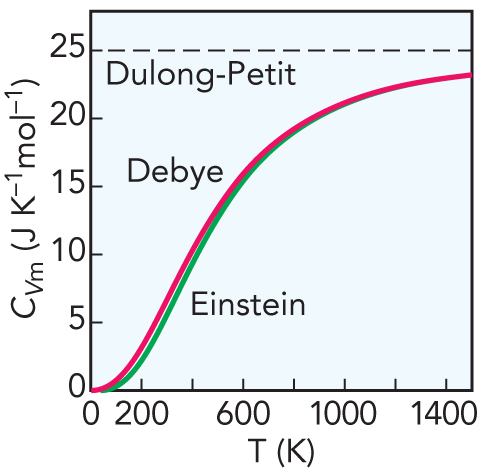 25
Dulong-Petit
20
Debye
15
10
Einstein
5
0
0 200 600 1000 1400
T (K)
C_Vm (J K⁻¹mol⁻¹)